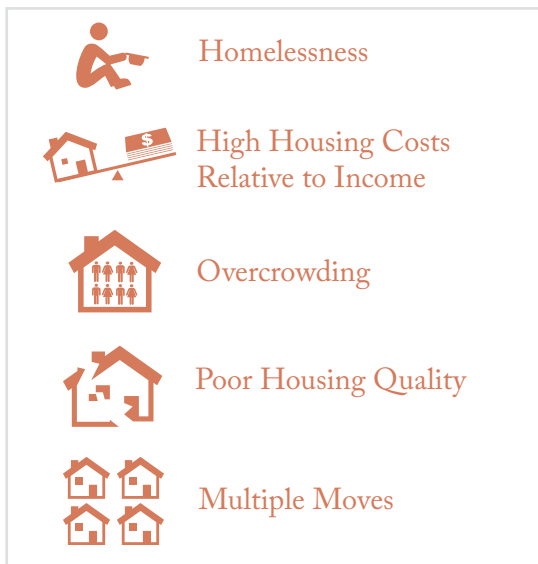 Homelessness
$
High Housing Costs
Relative to Income
Overcrowding
Poor Housing Quality
Multiple Moves